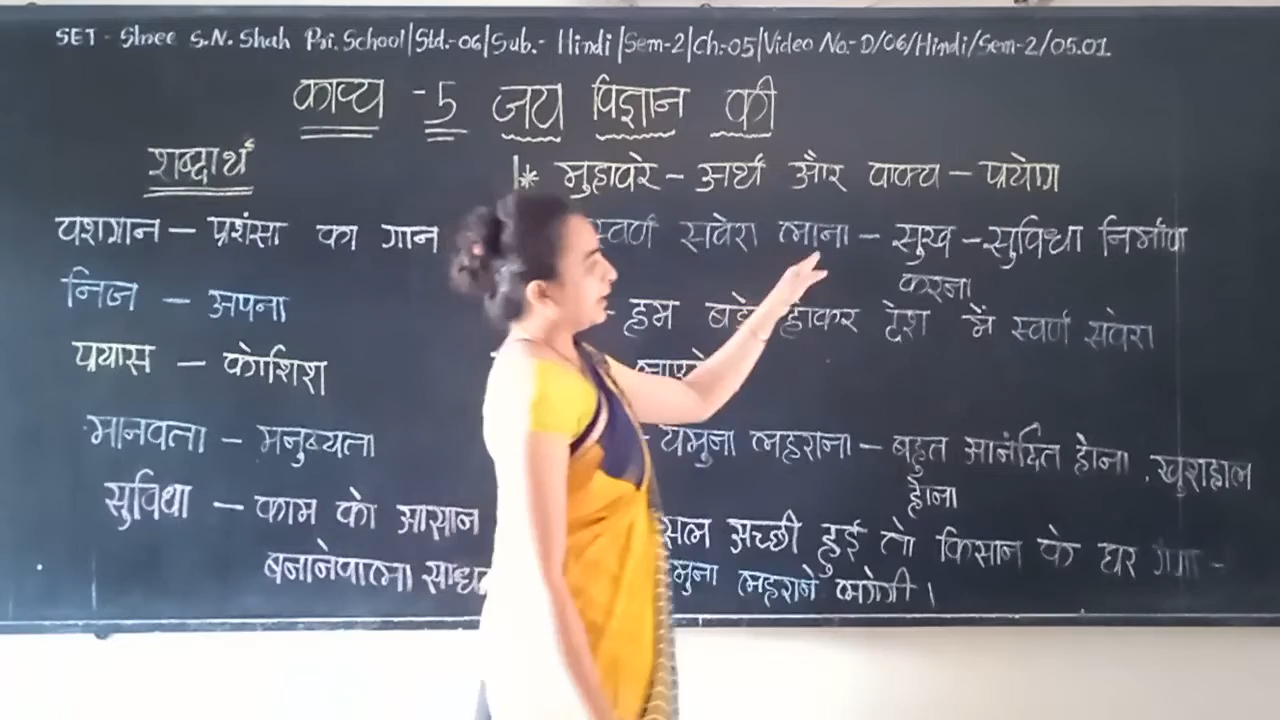 SET - Shree S.N. Shah Pri. School|Std.-06|Sub.- Hindi |Sem-2|Ch.-05|Video No.- D/06/Hindi/Sem-2/05.01
काव्य -5 जय विज्ञान की
शब्दार्थ
यशगान - प्रशंसा का गान
निज - अपना
प्रयास - कोशिश
मानवता - मनुष्यता
सुविधा - काम को आसान
बनानेवाला
* मुहावरे - अर्थ और वाक्य - प्रयोग
स्वर्ण सवेरा लाना - सुख - सुविधा निर्माण
करना
- हम बड़े होकर देश में स्वर्ण सवेरा
- यमुना लहराना - बहुत आनंदित होना , खुशहाल
होना
अच्छी हुई तो किसान के घर गंगा -
लहराने लगेगी ।